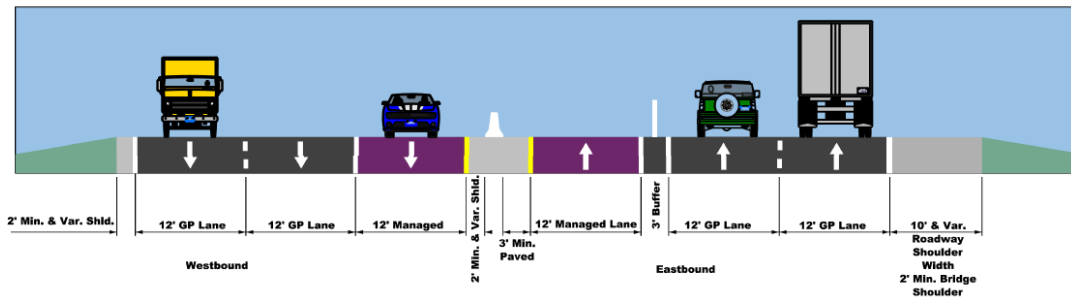 2' Min. & Var. Shld.
12' GP Lane
12' GP Lane
12' Managed
2' Min. & Var. Shld.
3' Min.
Paved
12' Managed Lane
3' Buffer
12' GP Lane
12' GP Lane
10' & Var.
Roadway
Shoulder
Width
2' Min. Bridge
Shoulder
Westbound
Eastbound